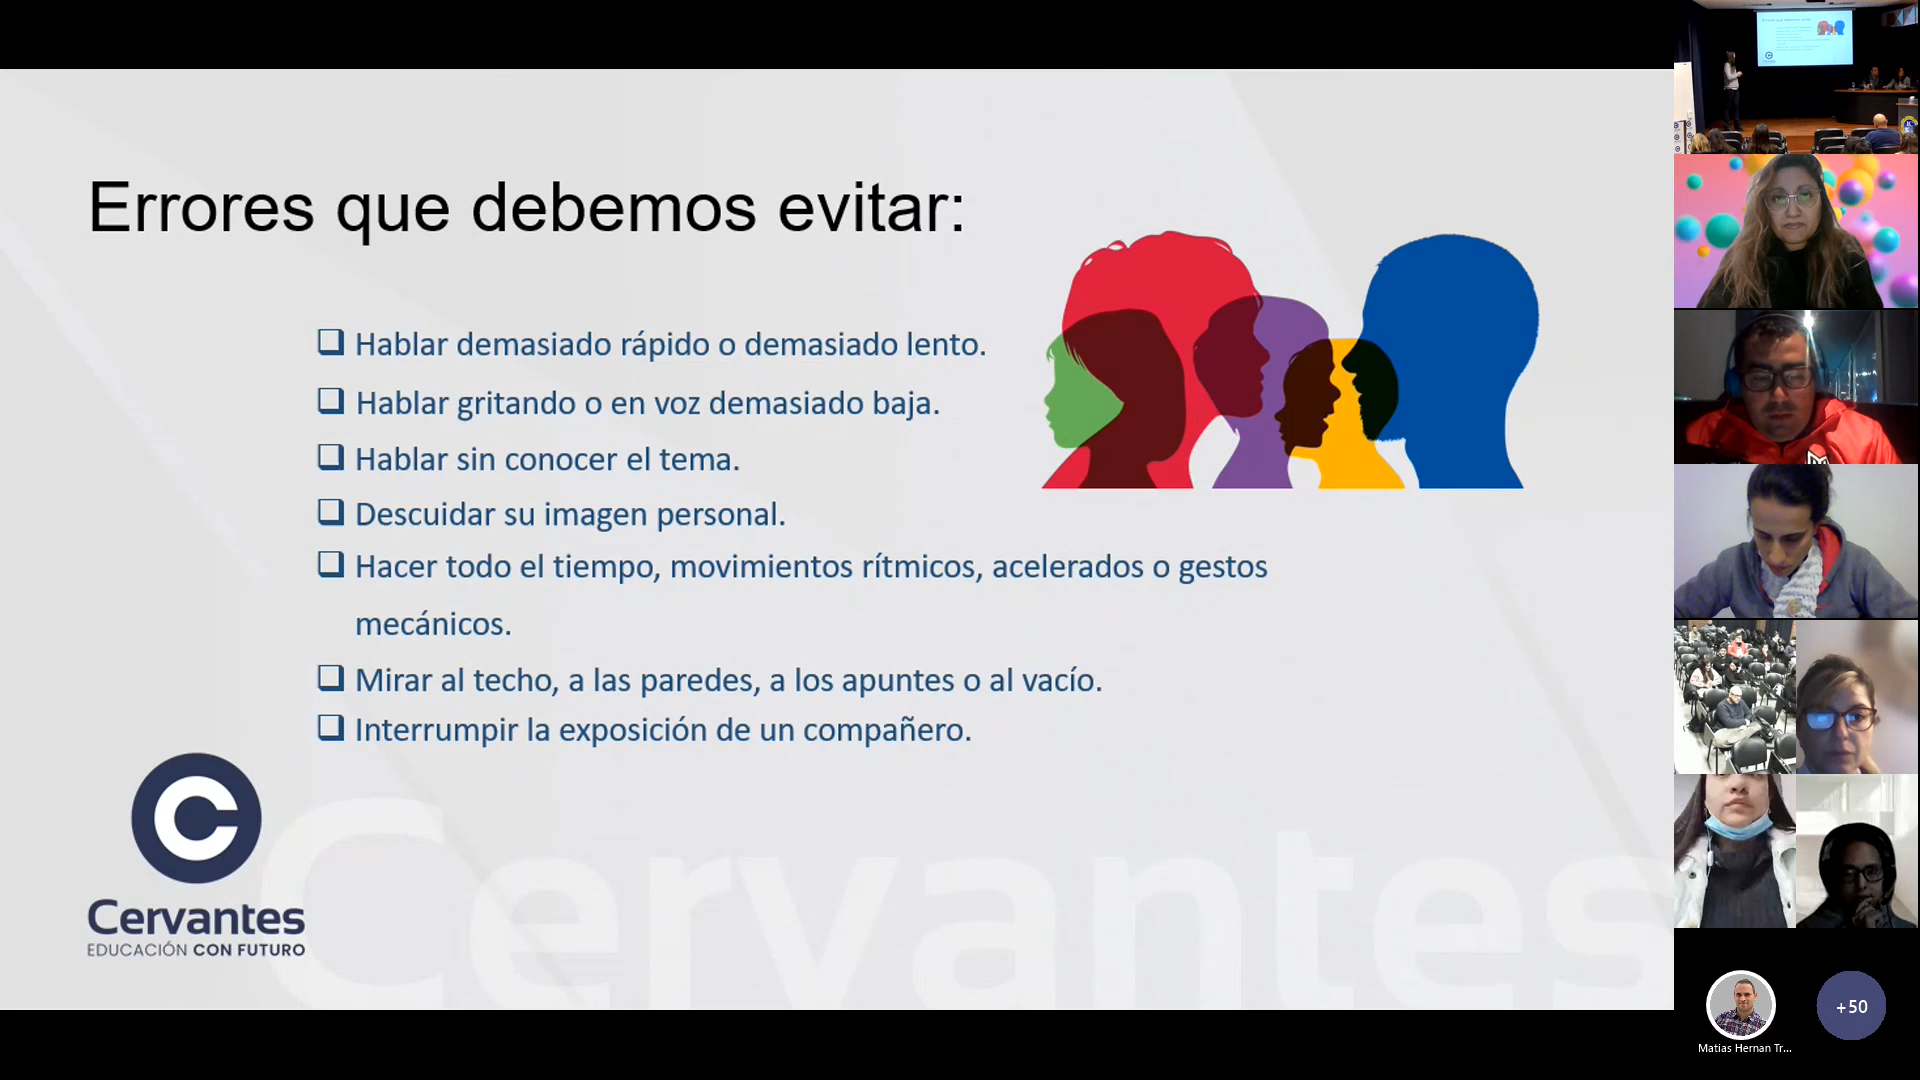 Errores que debemos evitar:
❑ Hablar demasiado rápido o demasiado lento.
❑ Hablar gritando o en voz demasiado baja.
❑ Hablar sin conocer el tema.
❑ Descuidar su imagen personal.
❑ Hacer todo el tiempo, movimientos rítmicos, acelerados o gestos
mecánicos.
❑ Mirar al techo, a las paredes, a los apuntes o al vacío.
❑ Interrumpir la exposición de un compañero.
Cervantes
EDUCACIÓN CON FUTURO
Cervantes
Matias Hernan Tr...
+50